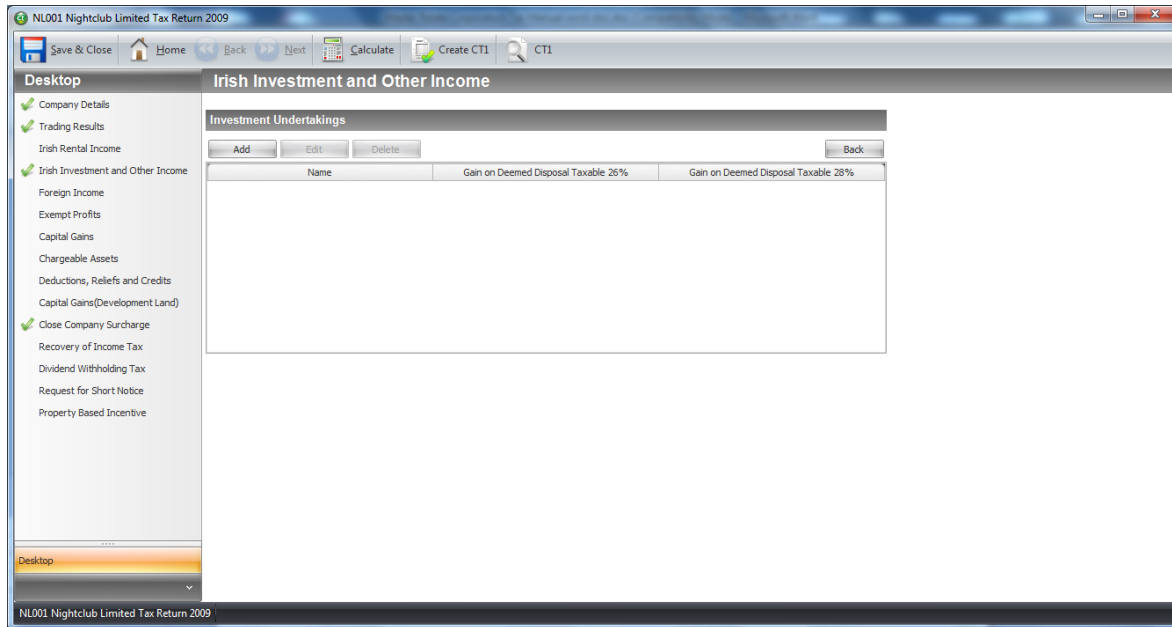 NL001 Nightclub Limited Tax Return 2009
Save & Close Home Back Next Calculate Create CT1 CT1
Desktop
Irish Investment and Other Income
Company Details
Trading Results
Irish Rental Income
Irish Investment and Other Income
Foreign Income
Exempt Profits
Capital Gains
Chargeable Assets
Deductions, Reliefs and Credits
Capital Gains(Development Land)
Close Company Surcharge
Recovery of Income Tax
Dividend Withholding Tax
Request for Short Notice
Property Based Incentive
Investment Undertakings
Add Edit Delete Back
Name Gain on Deemed Disposal Taxable 26% Gain on Deemed Disposal Taxable 28%
Desktop
NL001 Nightclub Limited Tax Return 2009